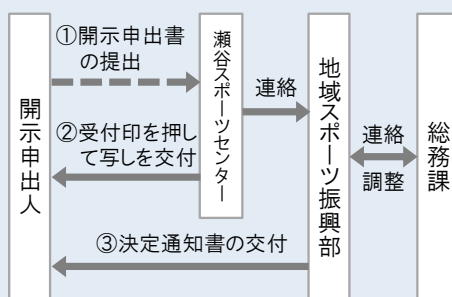 開示申出人
①開示申出書
の提出
②受付印を押し
て写しを交付
瀬谷スポーツセンター
連絡
地域スポーツ振興部
連絡
調整
総務課
③決定通知書の交付